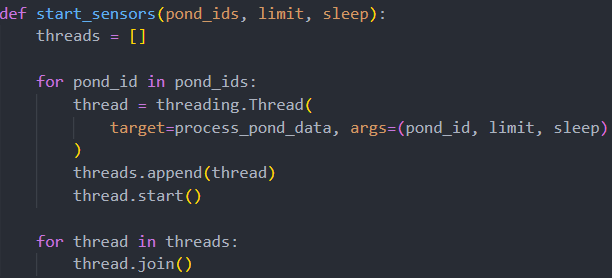 def start_sensors(pond_ids, limit, sleep):
    threads = []

    for pond_id in pond_ids:
        thread = threading.Thread(
            target=process_pond_data, args=(pond_id, limit, sleep)
        )
        threads.append(thread)
        thread.start()

    for thread in threads:
        thread.join()